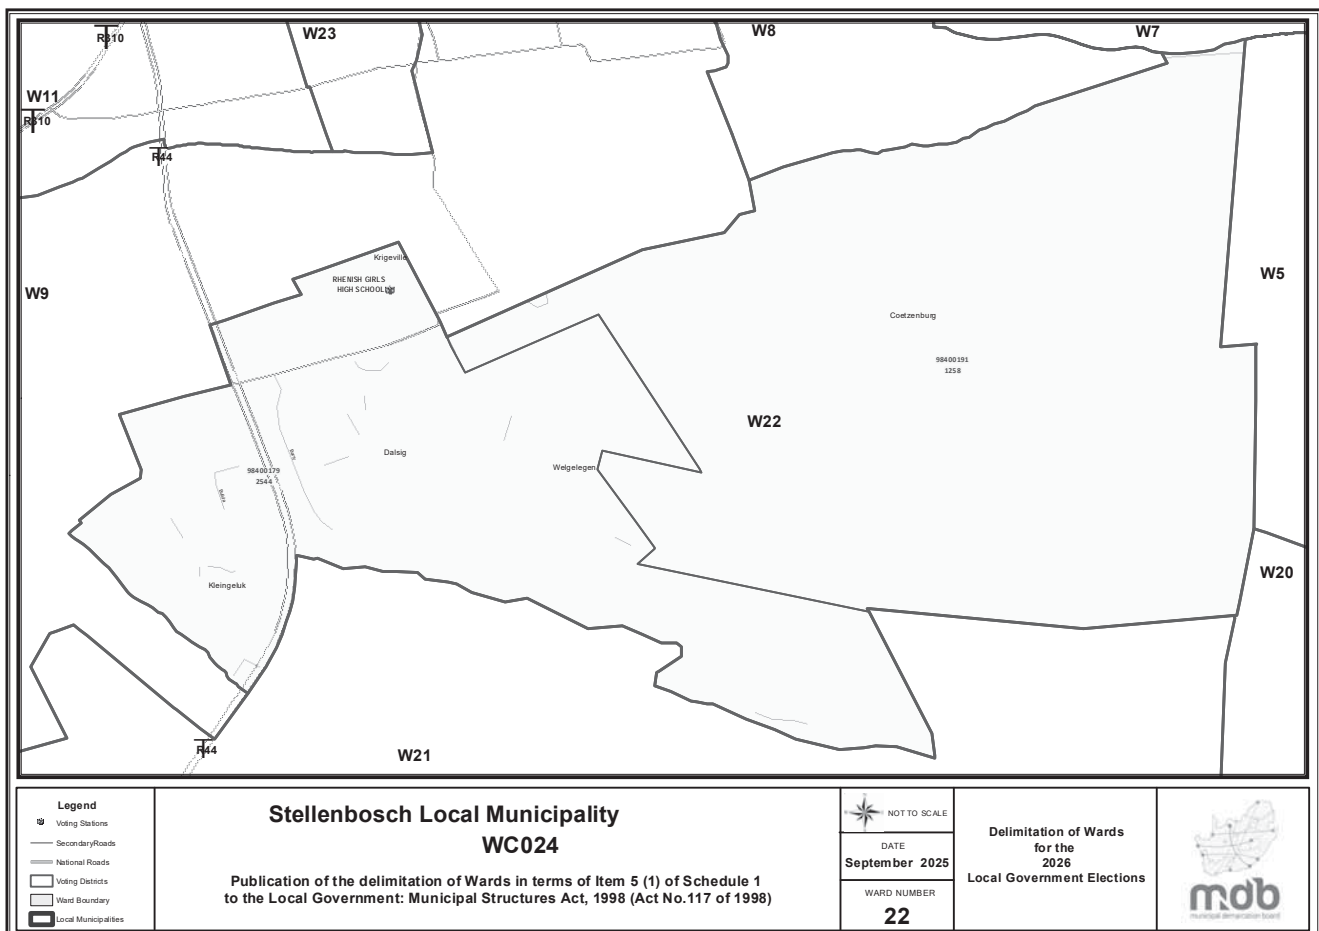 R310
W23
W8
W7
W11
R310
R44
Krigeville
RHENISH GIRLS
HIGH SCHOOL
W9
W5
Coetzenburg
98400191
1258
W22
Dalsig
Welgelegen
98400179
2544
Kleingeluk
W20
R44
W21
Legend
Voting Stations
SecondaryRoads
National Roads
Voting Districts
Ward Boundary
Local Municipalities
Stellenbosch Local Municipality
WC024
Publication of the delimitation of Wards in terms of Item 5 (1) of Schedule 1
to the Local Government: Municipal Structures Act, 1998 (Act No.117 of 1998)
NOT TO SCALE
DATE
September 2025
WARD NUMBER
22
Delimitation of Wards
for the
2026
Local Government Elections
mdb
municipal demarcation board